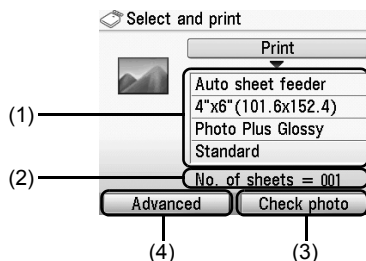 Select and print
Print
Auto sheet feeder
4"x6"(101.6x152.4)
(1)
Photo Plus Glossy
Standard
(2)
No. of sheets = 001
Advanced
Check photo
(4)
(3)